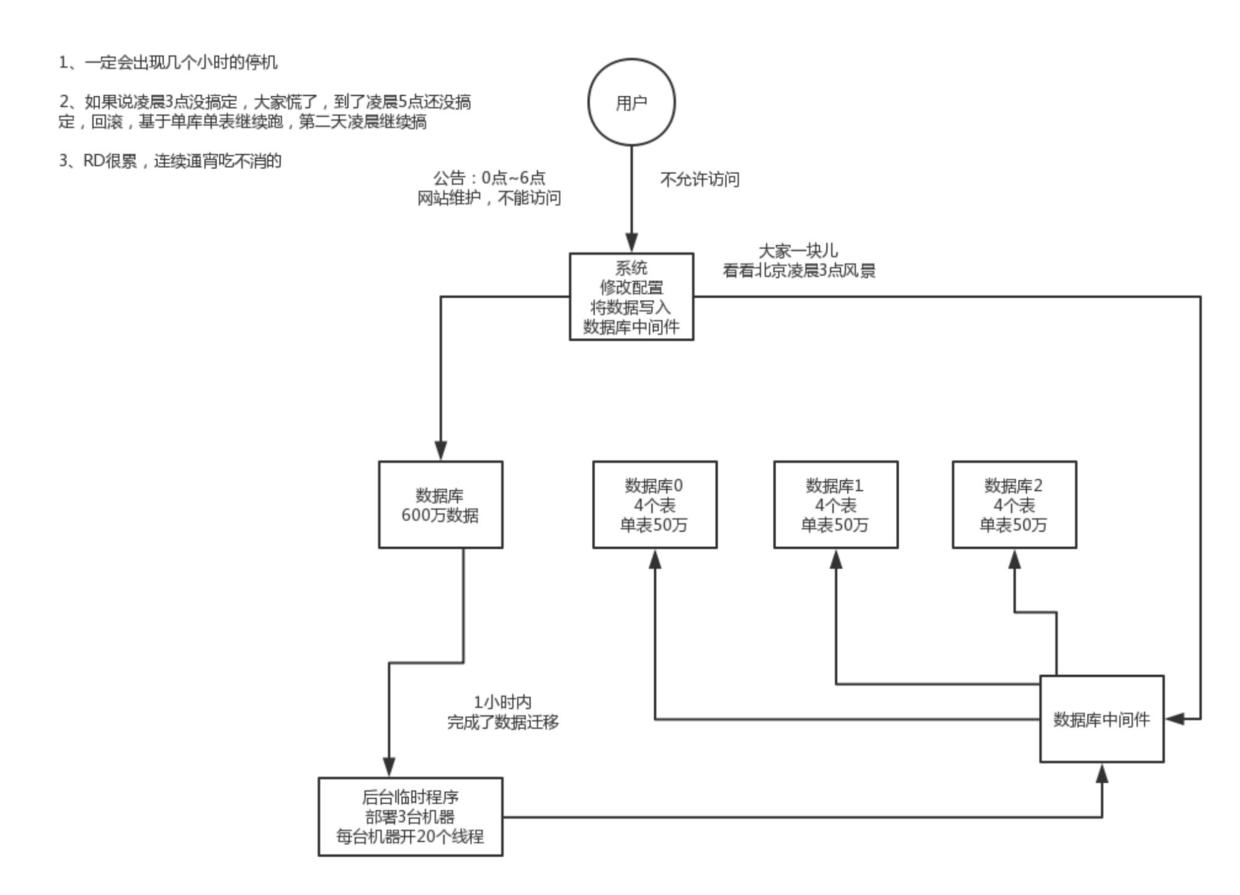 1、一定会出现几个小时的停机
2、如果说凌晨3点没搞定，大家慌了，到了凌晨5点还没搞
定，回滚，基于单库单表继续跑，第二天凌晨继续搞
3、RD很累，连续通宵吃不消的
用户
公告：0点~6点
网站维护，不能访问
不允许访问
大家一块儿
看看北京凌晨3点风景
系统
修改配置
将数据写入
数据库中间件
数据库
600万数据
数据库0
4个表
单表50万
数据库1
4个表
单表50万
数据库2
4个表
单表50万
1小时内
完成了数据迁移
数据库中间件
后台临时程序
部署3台机器
每台机器开20个线程